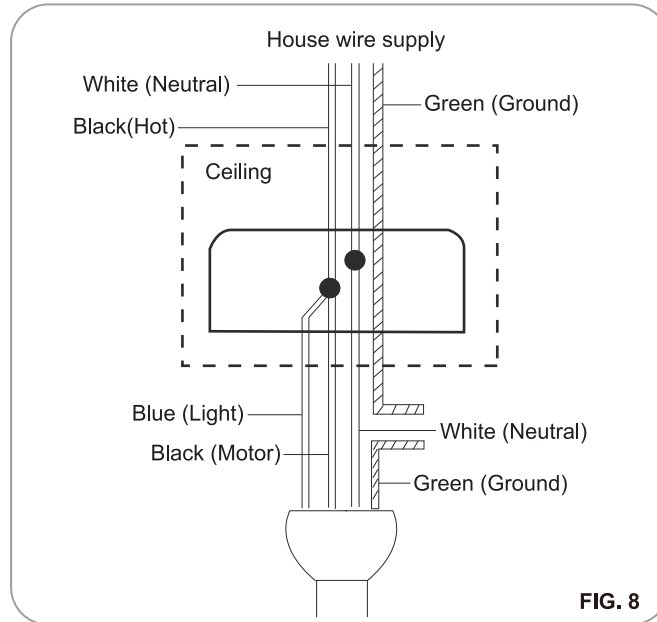 House wire supply
White (Neutral)
Green (Ground)
Black(Hot)
Ceiling
Blue (Light)
White (Neutral)
Black (Motor)
Green (Ground)
FIG. 8